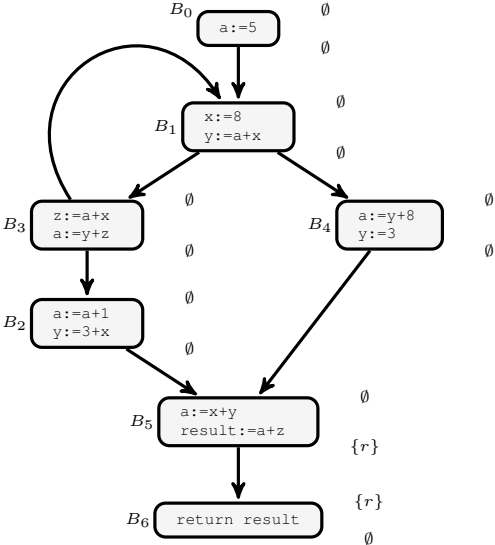 B₀ ∅
a:=5
∅
∅
x:=8
B₁ y:=a+x
∅
∅ ∅
z:=a+x a:=y+8
B₃ a:=y+z B₄ y:=3
∅ ∅
∅
a:=a+1
B₂ y:=3+x
∅
∅
a:=x+y
B₅ result:=a+z
{r}
{r}
B₆ return result
∅